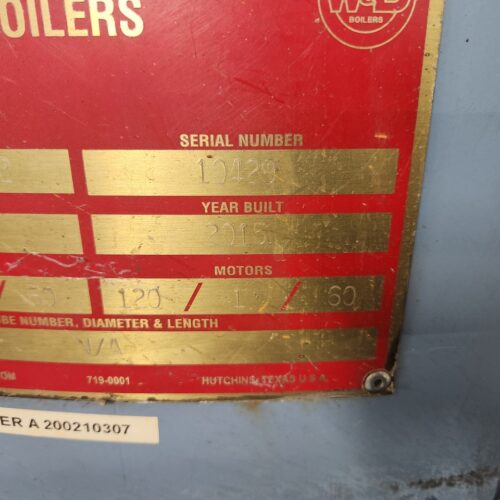 OILERS
W&B
BOILERS
SERIAL NUMBER
2 10429
YEAR BUILT
2015
MOTORS
/ 60 120 / 1 / 60
BE NUMBER, DIAMETER & LENGTH
N/A
OM 719-0001 HUTCHINS, TEXAS U.S.A.
ER A 200210307